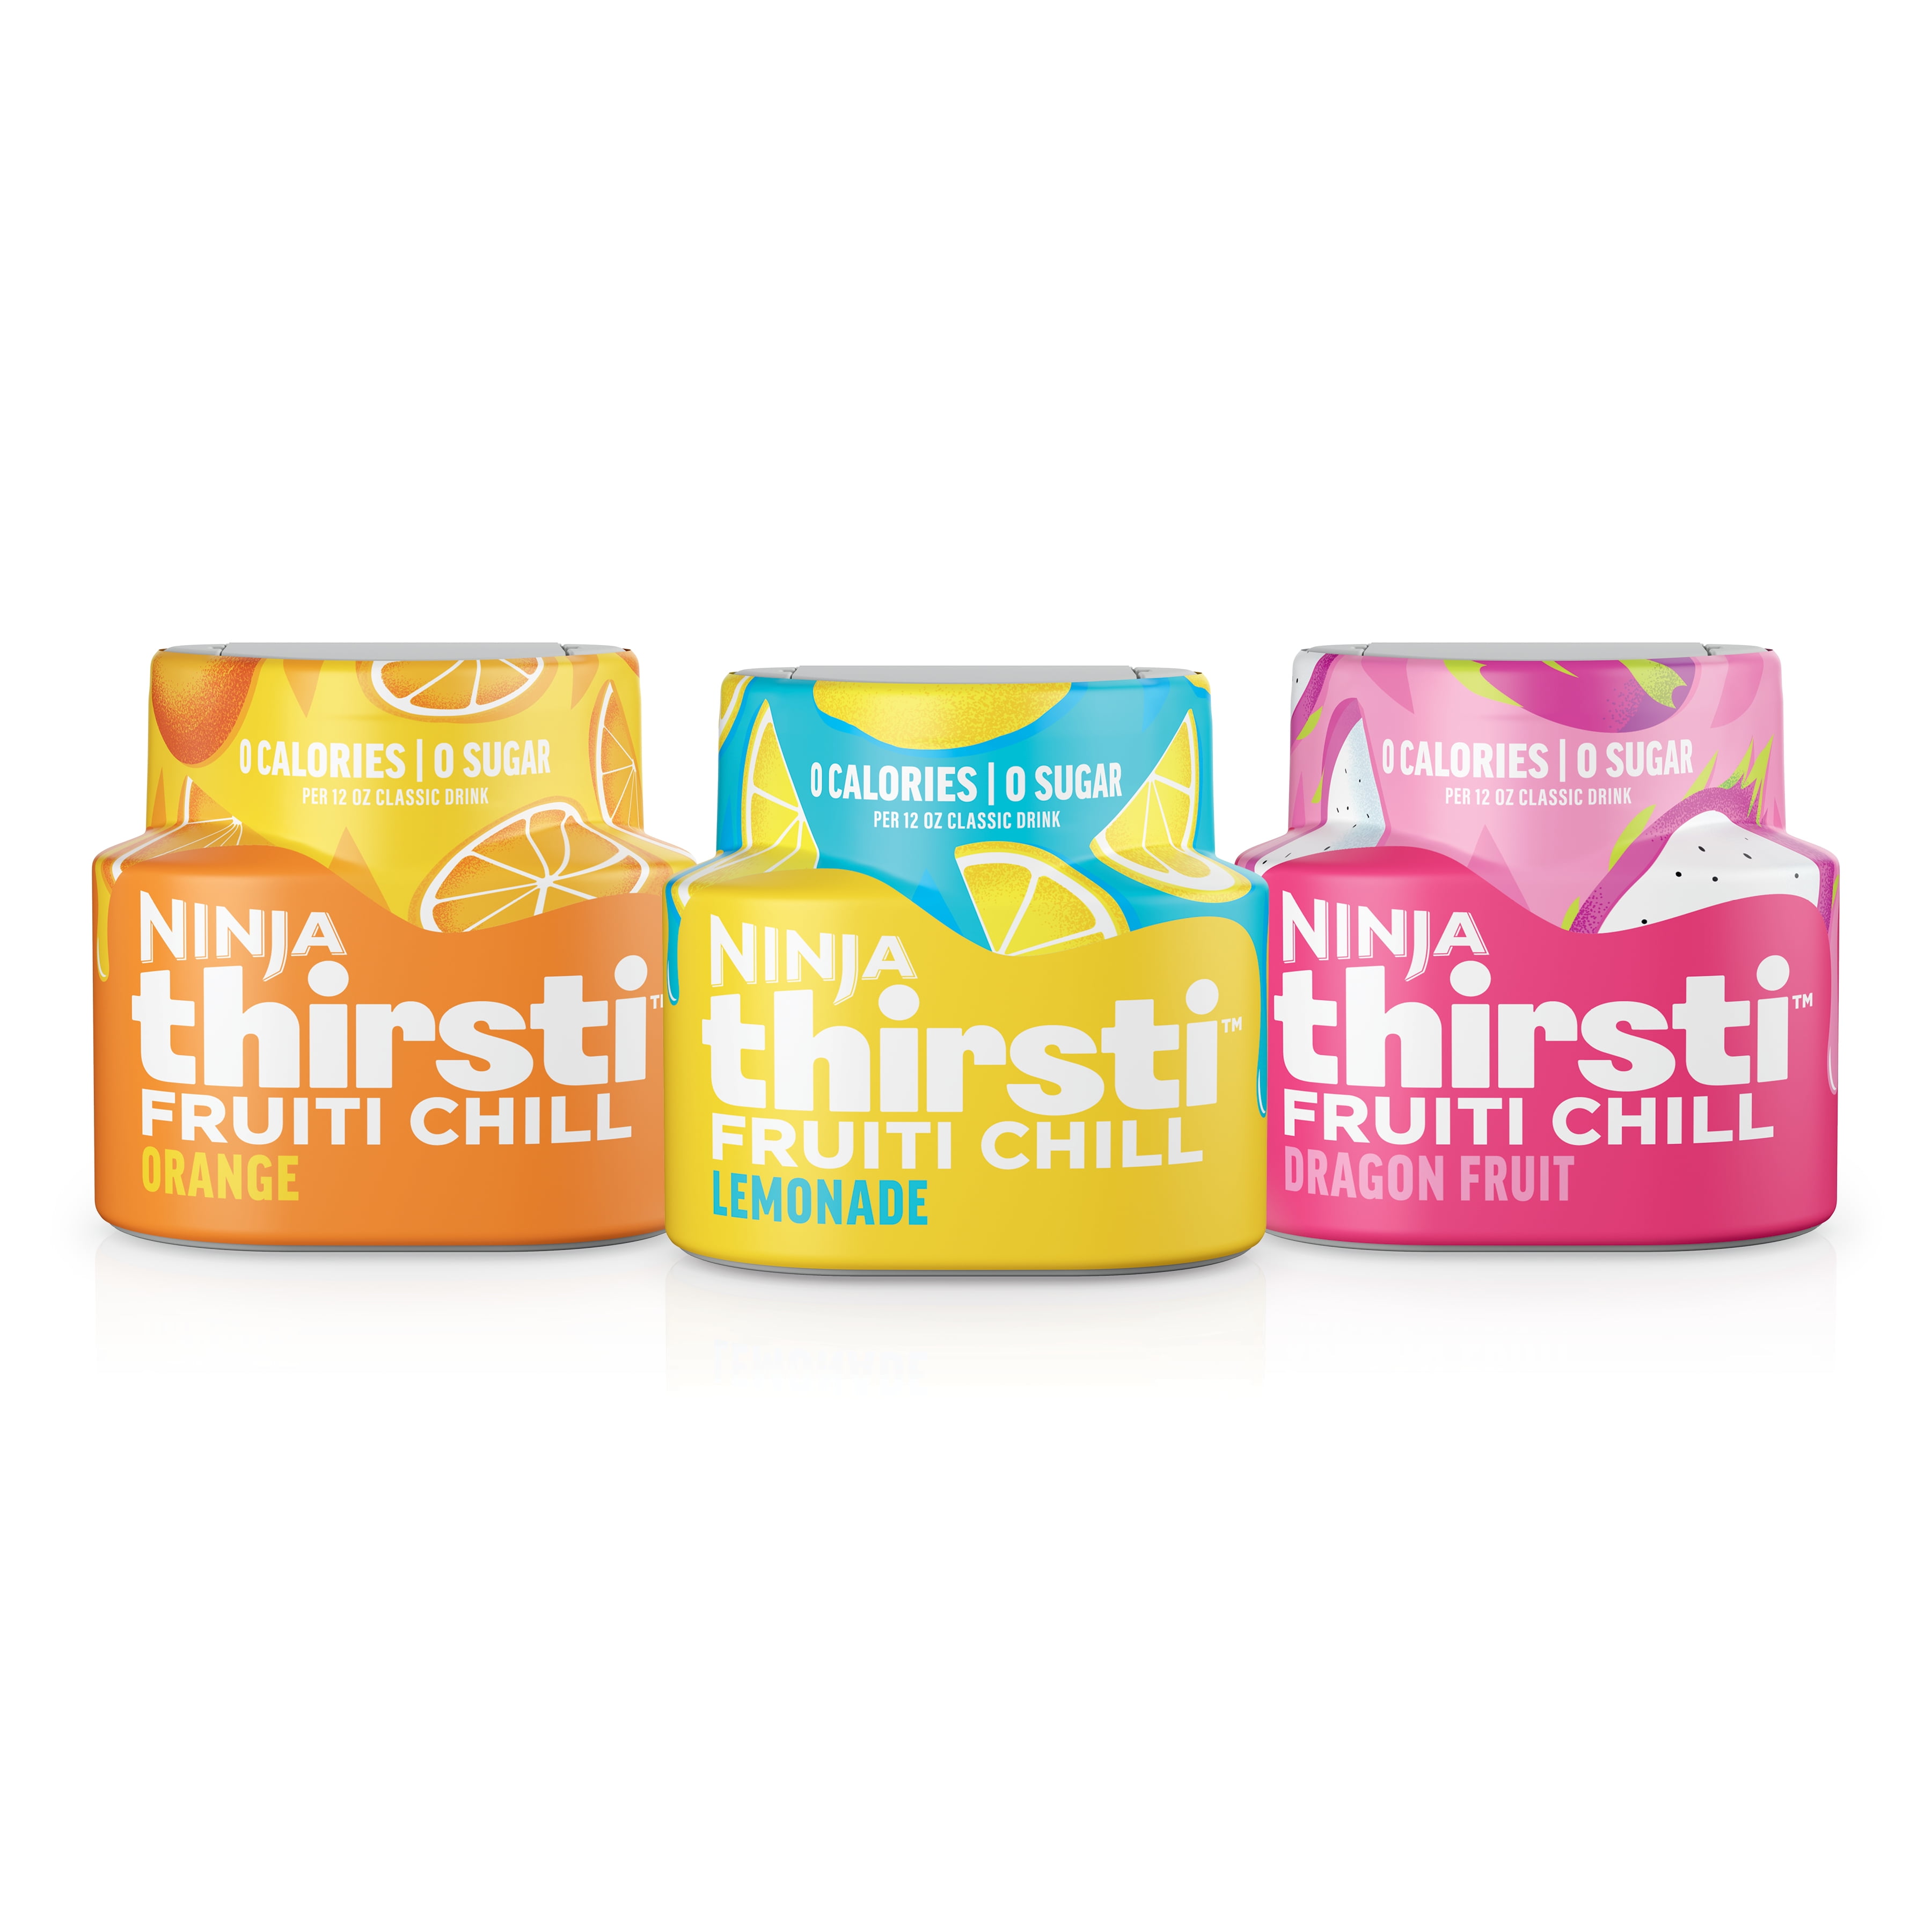 0 CALORIES | 0 SUGAR
PER 12 OZ CLASSIC DRINK
NINJA
thirsti™
FRUITI CHILL
ORANGE
0 CALORIES | 0 SUGAR
PER 12 OZ CLASSIC DRINK
NINJA
thirsti™
FRUITI CHILL
LEMONADE
0 CALORIES | 0 SUGAR
PER 12 OZ CLASSIC DRINK
NINJA
thirsti™
FRUITI CHILL
DRAGON FRUIT